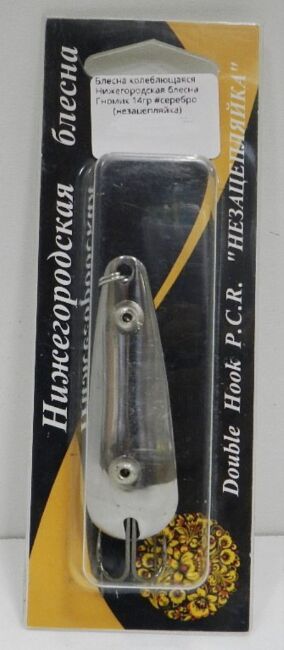 Блесна колеблющаяся
Нижегородская блесна
Гномик 14гр #серебро
(незацепляйка)
Нижегородская блесна
Double Hook P.C.R. "НЕЗАЦЕПЛЯЙКА"